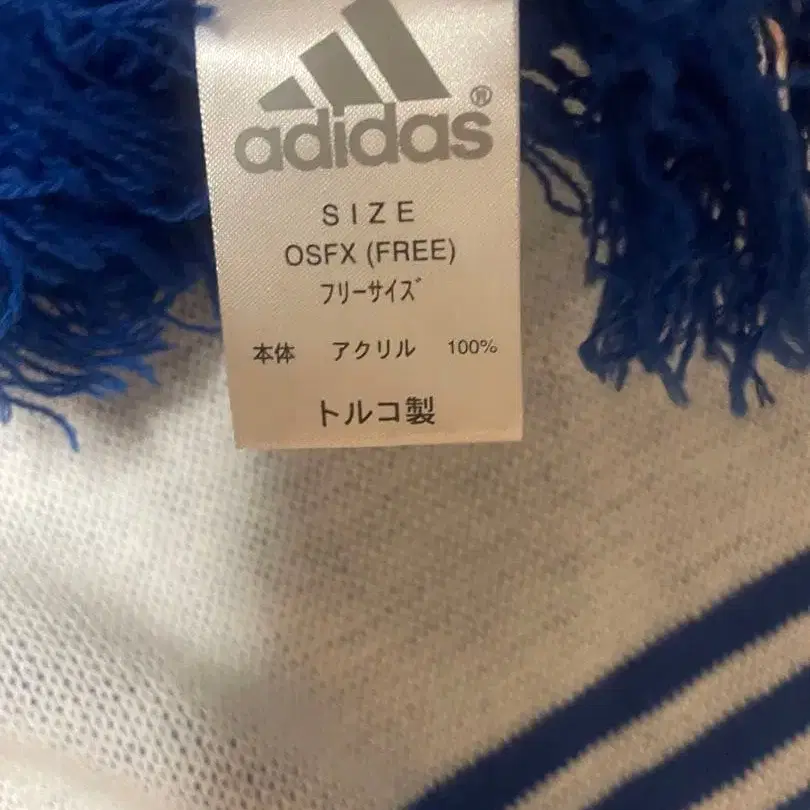 adidas®
SIZE
OSFX (FREE)
フリーサイズ
本体 アクリル 100%
トルコ製